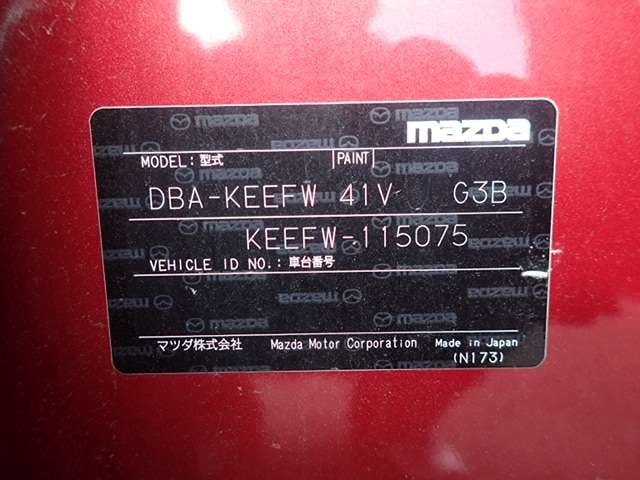 mazda
MODEL: 型式 PAINT
DBA-KEEFW 41V G3B
KEEFW-115075
VEHICLE ID NO.: 車台番号
マツダ株式会社 Mazda Motor Corporation Made in Japan
(N173)